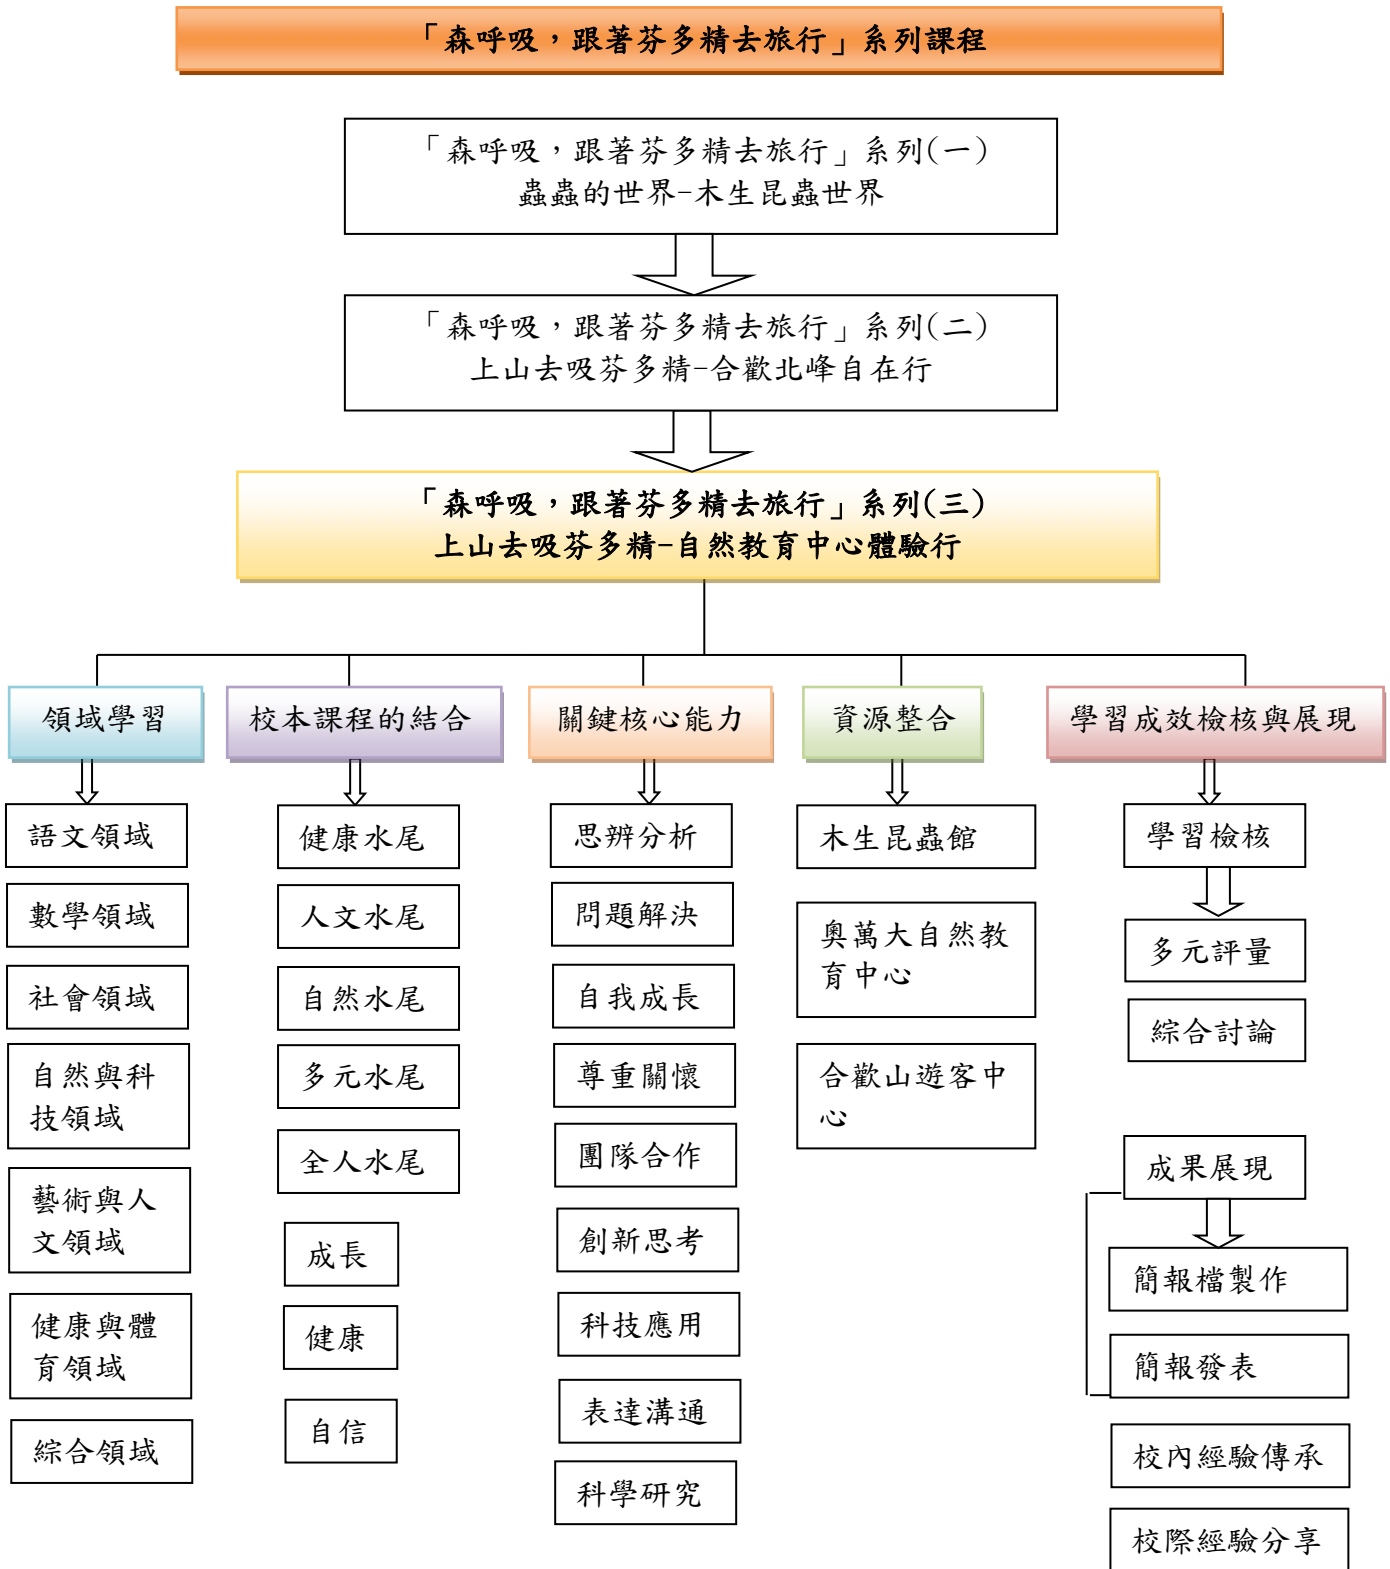 「森呼吸，跟著芬多精去旅行」系列課程
「森呼吸，跟著芬多精去旅行」系列(一)
蟲蟲的世界-木生昆蟲世界
「森呼吸，跟著芬多精去旅行」系列(二)
上山去吸芬多精-合歡北峰自在行
「森呼吸，跟著芬多精去旅行」系列(三)
上山去吸芬多精-自然教育中心體驗行
領域學習
語文領域
數學領域
社會領域
自然與科
技領域
藝術與人
文領域
健康與體
育領域
綜合領域
校本課程的結合
健康水尾
人文水尾
自然水尾
多元水尾
全人水尾
成長
健康
自信
關鍵核心能力
思辨分析
問題解決
自我成長
尊重關懷
團隊合作
創新思考
科技應用
表達溝通
科學研究
資源整合
木生昆蟲館
奧萬大自然教
育中心
合歡山遊客中
心
學習成效檢核與展現
學習檢核
多元評量
綜合討論
成果展現
簡報檔製作
簡報發表
校內經驗傳承
校際經驗分享